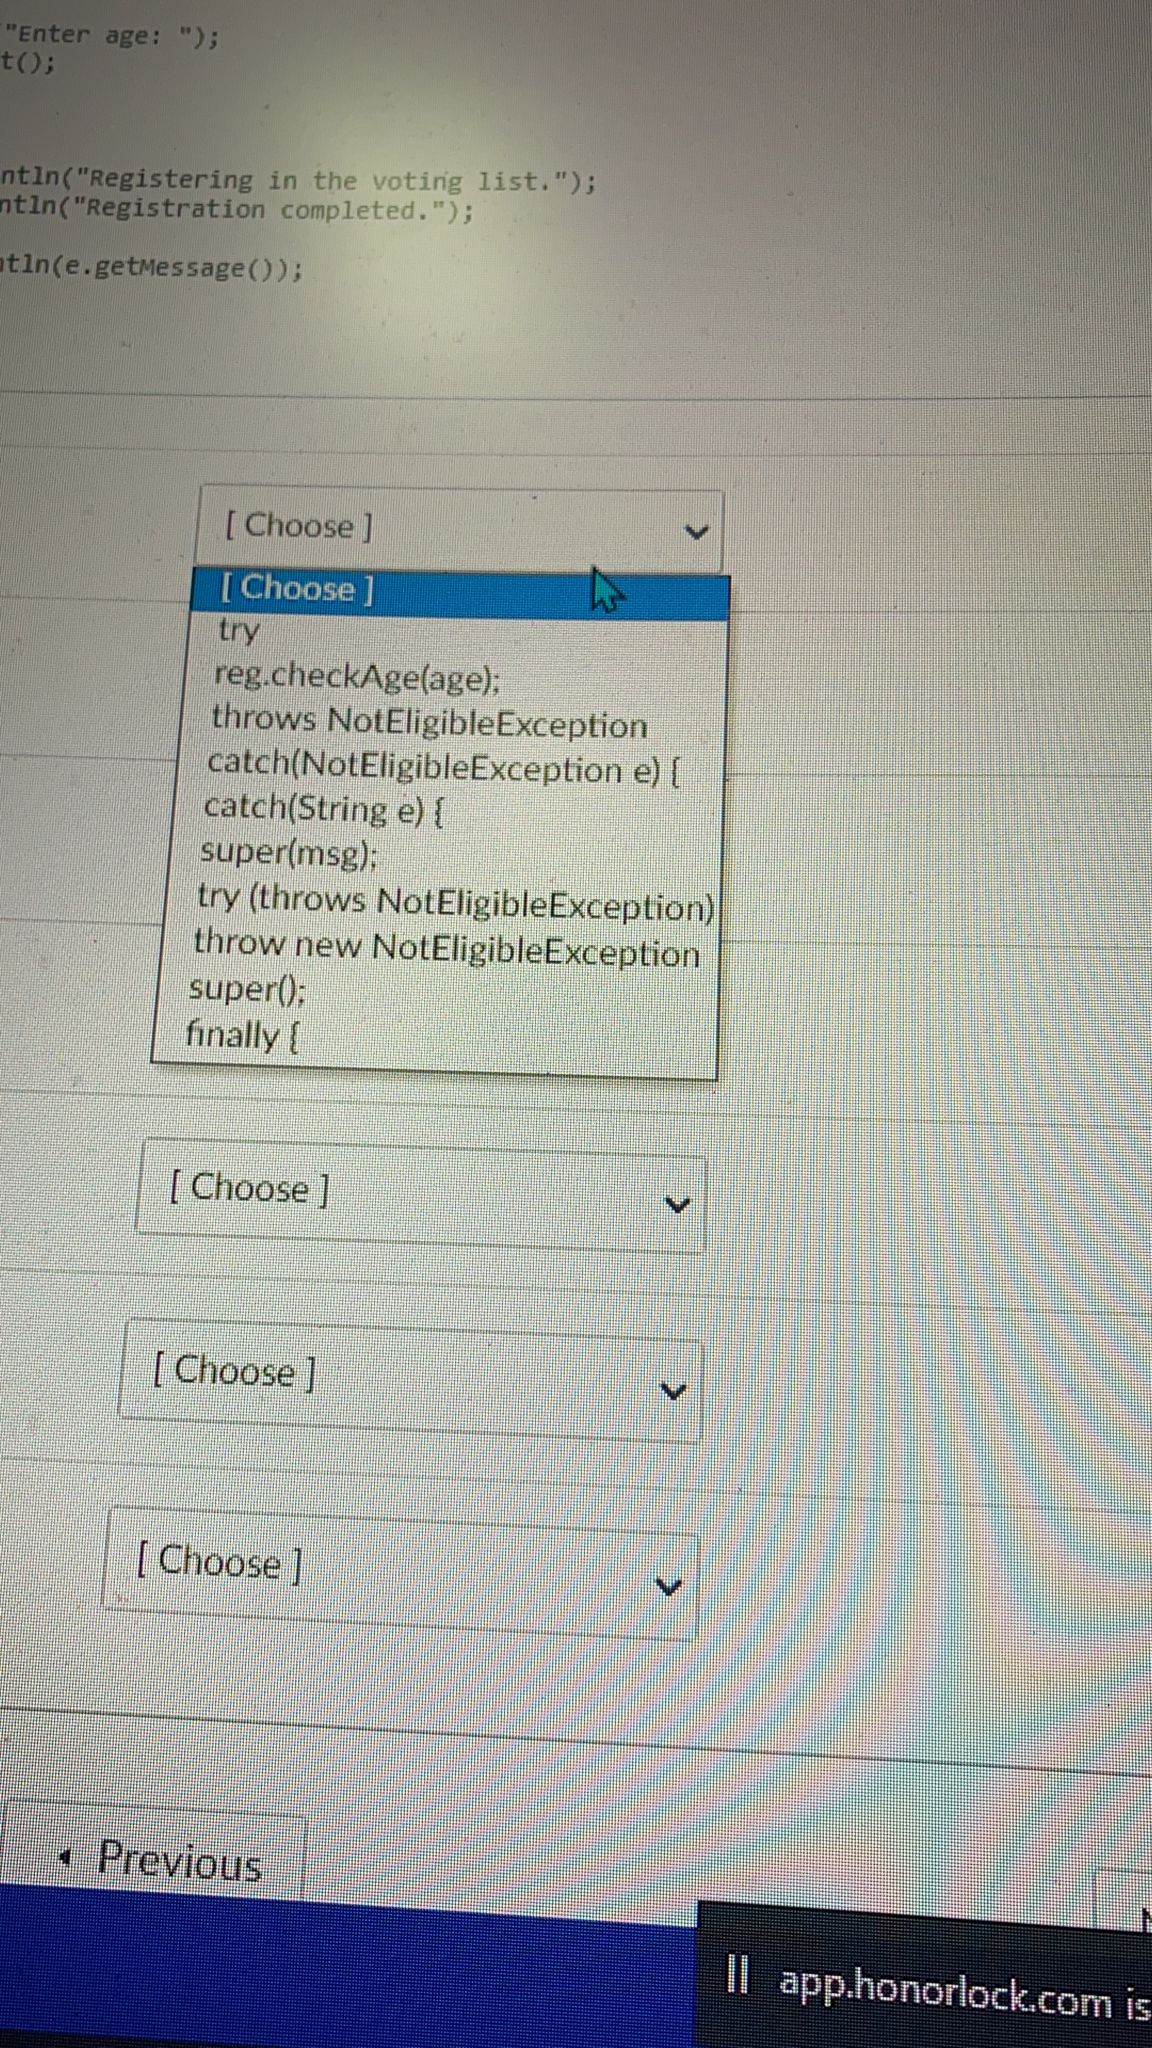 "Enter age: ");
t();
ntln("Registering in the voting list.");
ntln("Registration completed.");
ntln(e.getMessage());
[ Choose ]
[ Choose ]
try
reg.checkAge(age);
throws NotEligibleException
catch(NotEligibleException e) {
catch(String e) {
super(msg);
try (throws NotEligibleException)
throw new NotEligibleException
super();
finally {
[ Choose ]
[ Choose ]
[ Choose ]
Previous
app.honorlock.com is